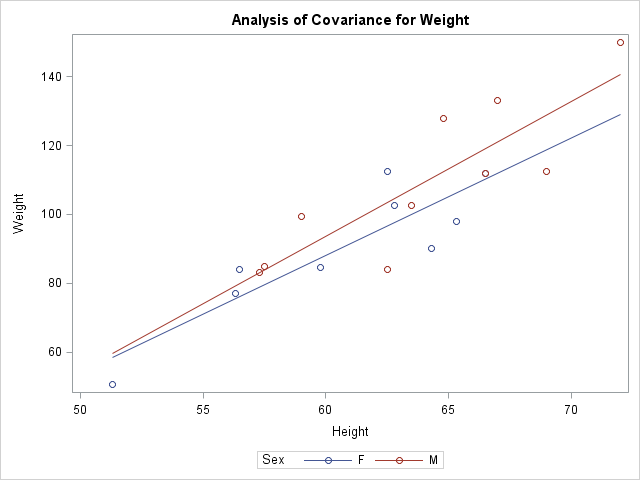 Analysis of Covariance for Weight
Weight
140
120
100
80
60
50 55 60 65 70
Height
Sex F M